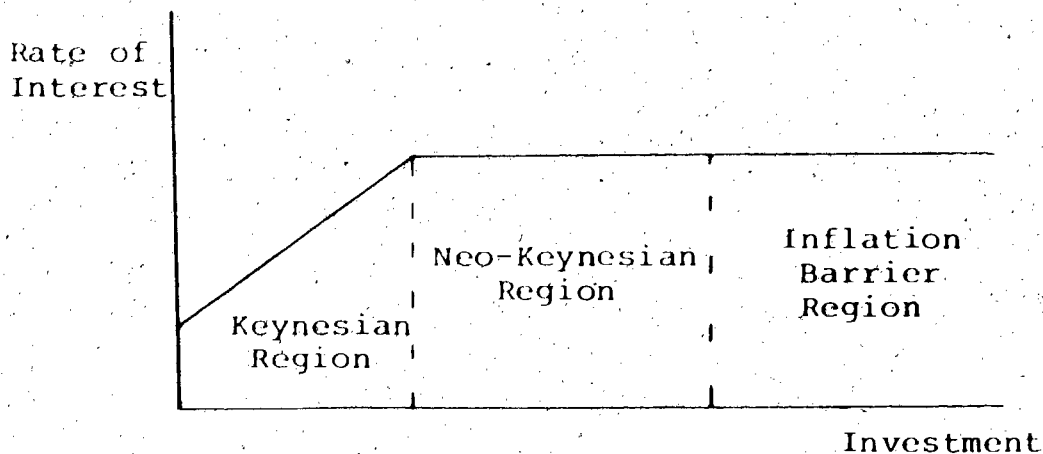 Rate of
Interest
Keynesian
Region
Neo-Keynesian
Region
Inflation
Barrier
Region
Investment